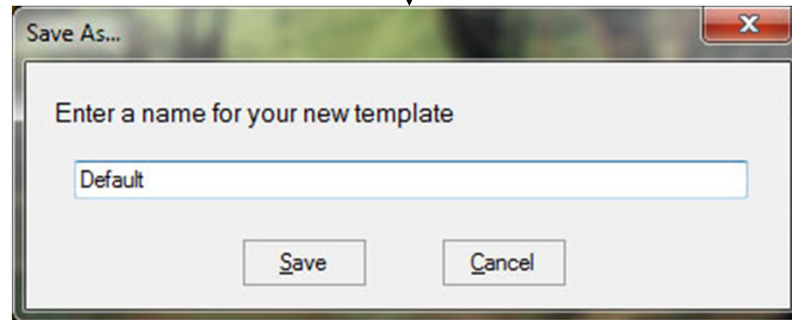 Save As...
Enter a name for your new template
Default
Save
Cancel